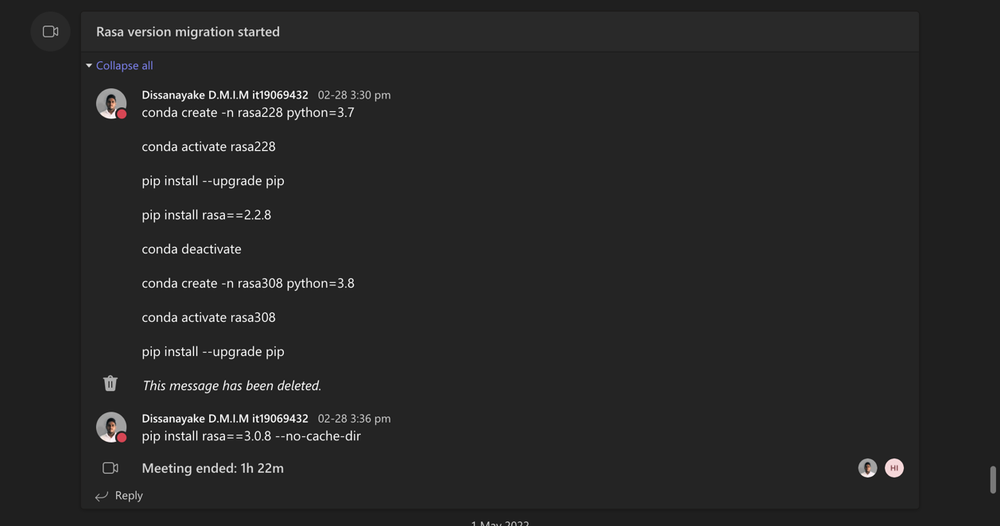 Rasa version migration started
Collapse all
Dissanayake D.M.I.M it19069432 02-28 3:30 pm
conda create -n rasa228 python=3.7
conda activate rasa228
pip install --upgrade pip
pip install rasa==2.2.8
conda deactivate
conda create -n rasa308 python=3.8
conda activate rasa308
pip install --upgrade pip
This message has been deleted.
Dissanayake D.M.I.M it19069432 02-28 3:36 pm
pip install rasa==3.0.8 --no-cache-dir
Meeting ended: 1h 22m
HI
Reply
1 May 2022